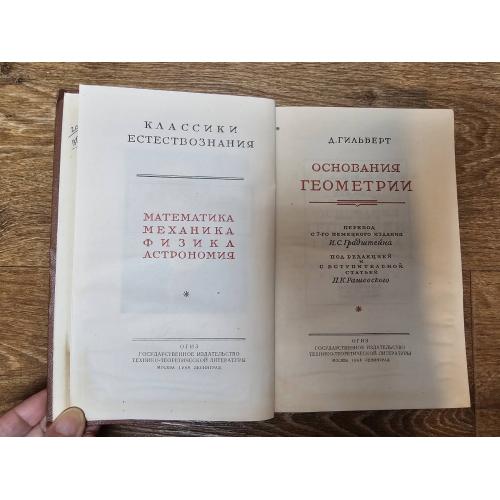 КЛАССИКИ
ЕСТЕСТВОЗНАНИЯ
МАТЕМАТИКА
МЕХАНИКА
ФИЗИКА
АСТРОНОМИЯ
ОГИЗ
ГОСУДАРСТВЕННОЕ ИЗДАТЕЛЬСТВО
ТЕХНИКО-ТЕОРЕТИЧЕСКОЙ ЛИТЕРАТУРЫ
МОСКВА 1948 ЛЕНИНГРАД
Д. ГИЛЬБЕРТ
ОСНОВАНИЯ
ГЕОМЕТРИИ
ПЕРЕВОД
С 7-ГО НЕМЕЦКОГО ИЗДАНИЯ
И.С. Градштейна
ПОД РЕДАКЦИЕЙ
И
С ВСТУПИТЕЛЬНОЙ
СТАТЬЕЙ
П.К. Рашевского
ОГИЗ
ГОСУДАРСТВЕННОЕ ИЗДАТЕЛЬСТВО
ТЕХНИКО-ТЕОРЕТИЧЕСКОЙ ЛИТЕРАТУРЫ
МОСКВА 1948 ЛЕНИНГРАД